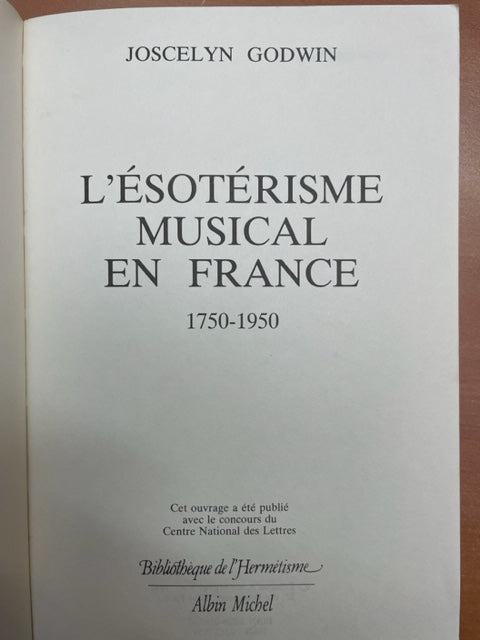 JOSCELYN GODWIN
L'ÉSOTÉRISME
MUSICAL
EN FRANCE
1750-1950
Cet ouvrage a été publié
avec le concours du
Centre National des Lettres
Bibliothèque de l'Hermétisme
Albin Michel